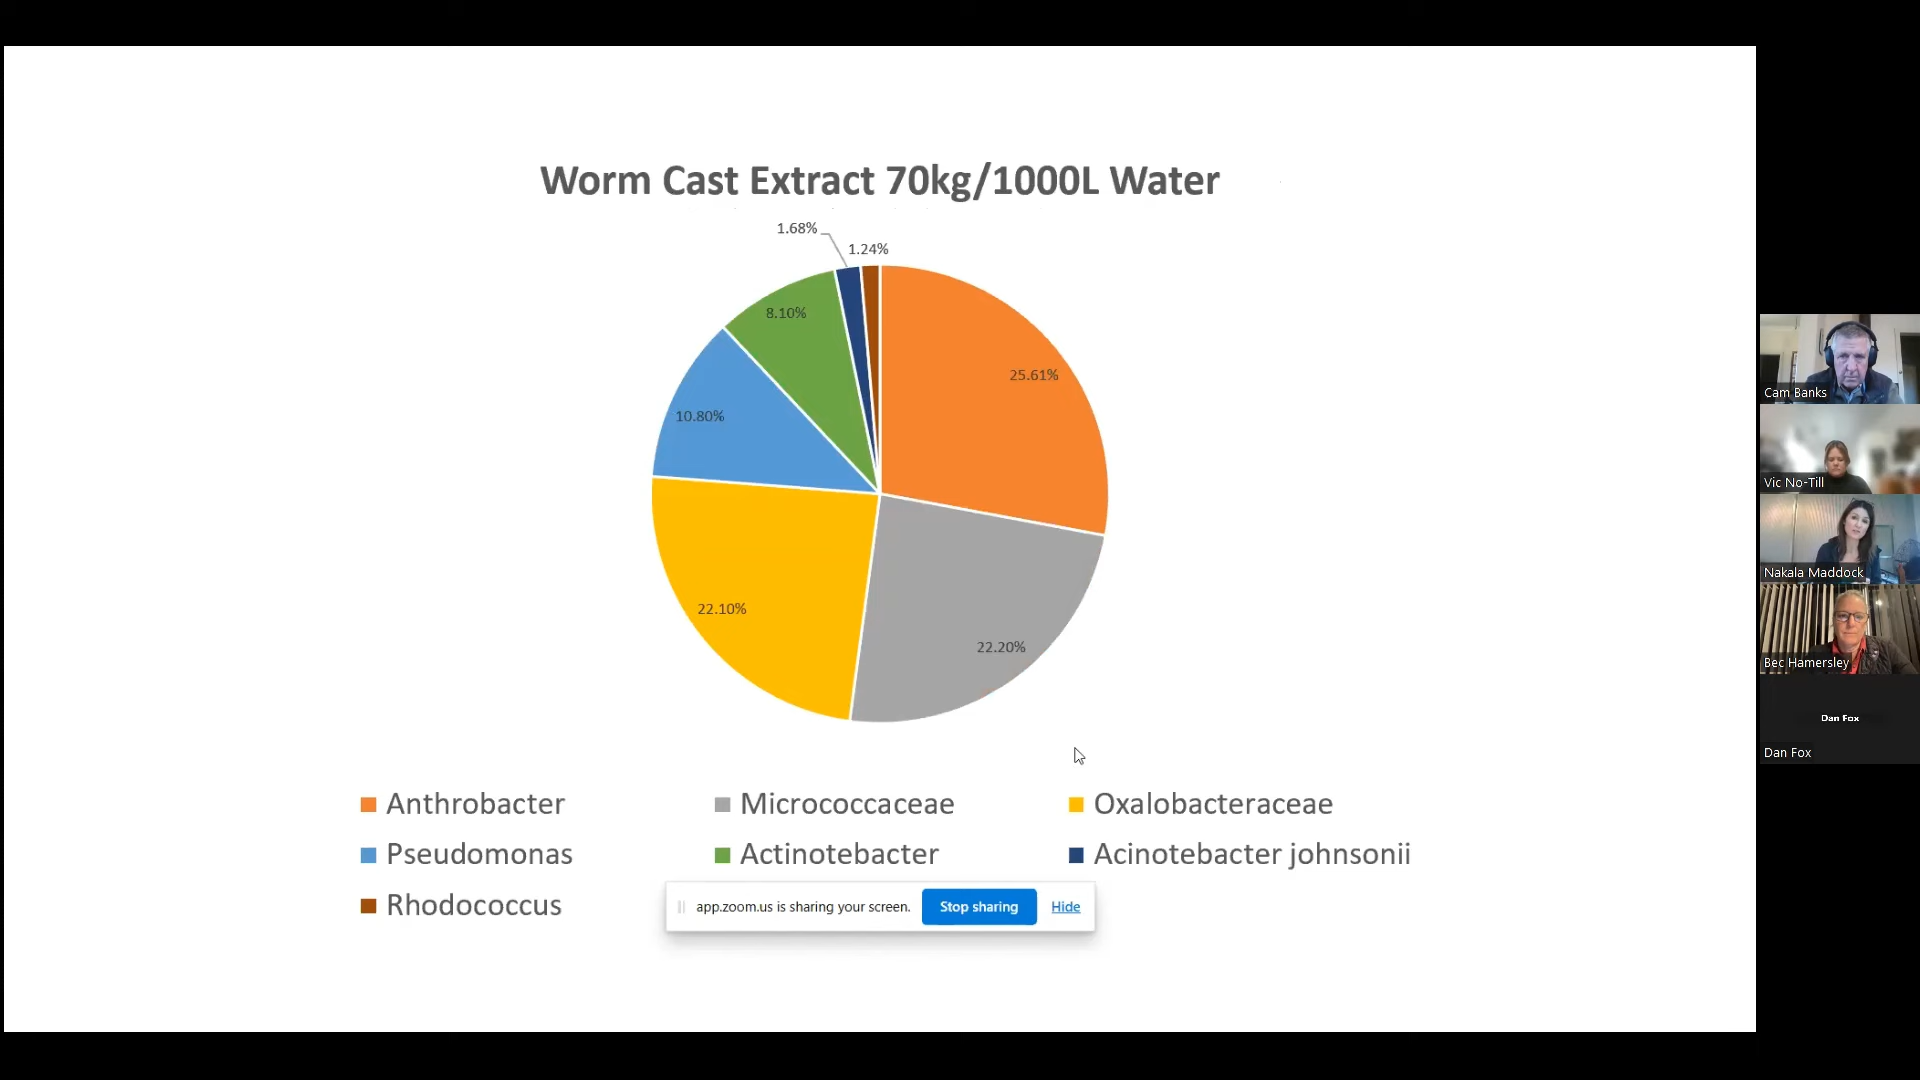 Worm Cast Extract 70kg/1000L Water
1.68%
1.24%
8.10%
25.61%
10.80%
22.10%
22.20%
Anthrobacter
Micrococcaceae
Oxalobacteraceae
Pseudomonas
Actinotebacter
Acinotebacter johnsonii
Rhodococcus
app.zoom.us is sharing your screen.
Stop sharing
Hide
Cam Banks
Vic No-Till
Nakala Maddock
Bec Hamersley
Dan Fox
Dan Fox